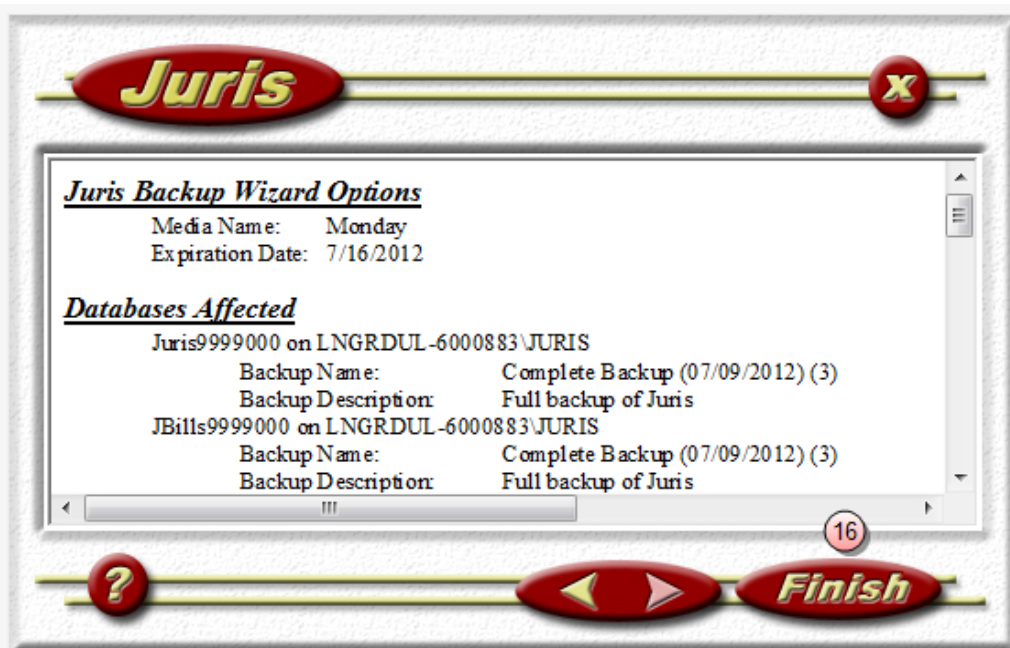 Juris
x
Juris Backup Wizard Options
Media Name: Monday
Expiration Date: 7/16/2012
Databases Affected
Juris9999000 on LNGRDUL-6000883\JURIS
Backup Name: Complete Backup (07/09/2012) (3)
Backup Description: Full backup of Juris
JBills9999000 on LNGRDUL-6000883\JURIS
Backup Name: Complete Backup (07/09/2012) (3)
Backup Description: Full backup of Juris
16
?
Finish